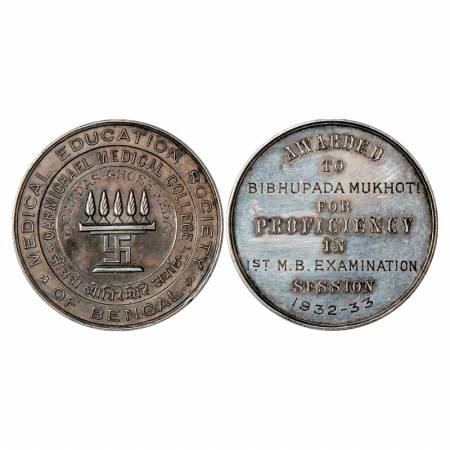 MEDICAL EDUCATION SOCIETY
OF BENGAL
CARMICHAEL MEDICAL COLLEGE
AWARDED
TO
BIBHUPADA MUKHOTI
FOR
PROFICIENCY
IN
1ST M.B. EXAMINATION
SESSION
1932-33